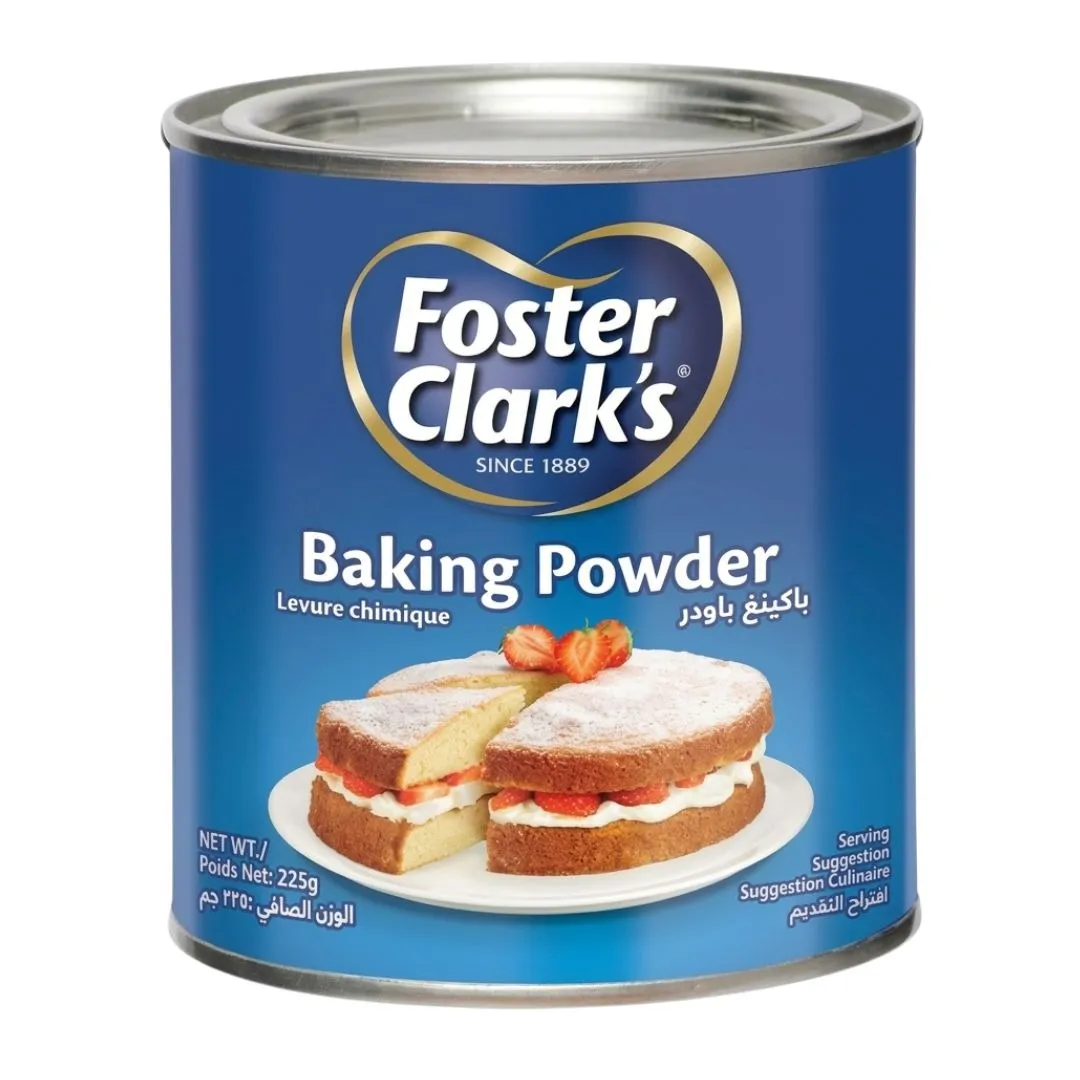 Foster
Clark's®
SINCE 1889
Baking Powder
Levure chimique
باكينغ باودر
NET WT./
Poids Net: 225g
الوزن الصافي: ٢٢٥ جم
Serving
Suggestion
Suggestion Culinaire
اقتراح التقديم